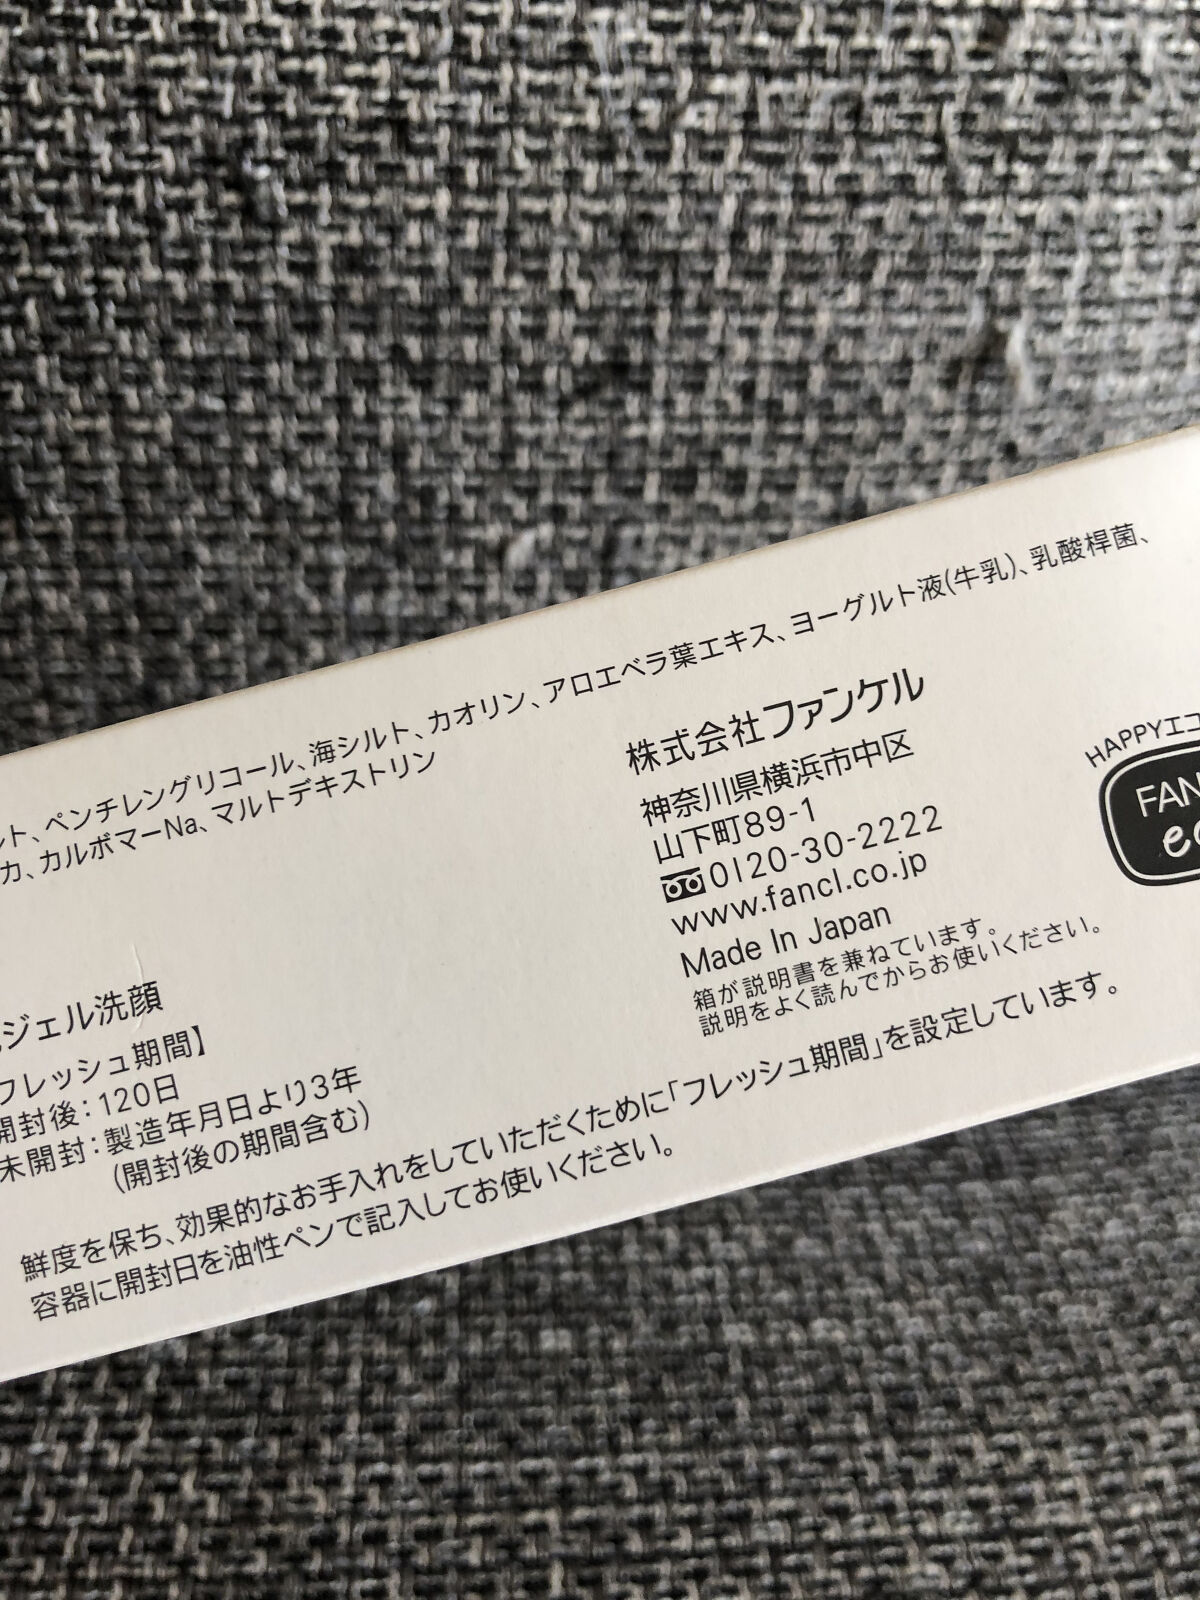 ルト、ペンチレングリコール、海シルト、カオリン、アロエベラ葉エキス、ヨーグルト液(牛乳)、乳酸桿菌、
カ、カルボマーNa、マルトデキストリン
株式会社ファンケル
神奈川県横浜市中区
山下町89-1
0120-30-2222
www.fancl.co.jp
Made In Japan
箱が説明書を兼ねています。
説明をよく読んでからお使いください。
HAPPYエコ
FAN
ec
ジェル洗顔
フレッシュ期間】
開封後：120日
未開封：製造年月日より3年
(開封後の期間含む)
鮮度を保ち、効果的なお手入れをしていただくために「フレッシュ期間」を設定しています。
容器に開封日を油性ペンで記入してお使いください。